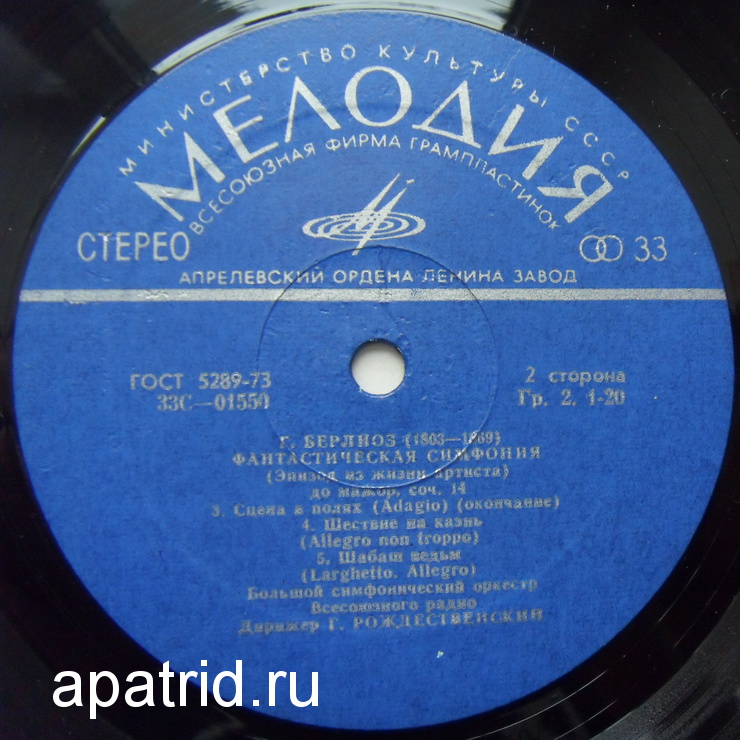 МИНИСТЕРСТВО КУЛЬТУРЫ СССР
МЕЛОДИЯ
ВСЕСОЮЗНАЯ ФИРМА ГРАМПЛАСТИНОК
СТЕРЕО
33
АПРЕЛЕВСКИЙ ОРДЕНА ЛЕНИНА ЗАВОД
ГОСТ 5289-73
33С—01550
2 сторона
Гр. 2. 1-20
Г. БЕРЛИОЗ (1803—1869)
ФАНТАСТИЧЕСКАЯ СИМФОНИЯ
(Эпизод из жизни артиста)
до мажор, соч. 14
3. Сцена в полях (Adagio) (окончание)
4. Шествие на казнь
(Allegro non troppo)
5. Шабаш ведьм
(Larghetto. Allegro)
Большой симфонический оркестр
Всесоюзного радио
Дирижер Г. РОЖДЕСТВЕНСКИЙ
apatrid.ru